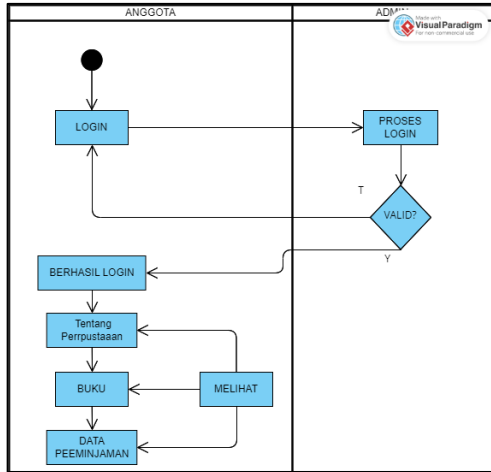 ANGGOTA
ADMIN
Made with
Visual Paradigm
For non commercial use
LOGIN
PROSES
LOGIN
T
VALID?
Y
BERHASIL LOGIN
Tentang
Perrpustaaan
BUKU
MELIHAT
DATA
PEEMINJAMAN